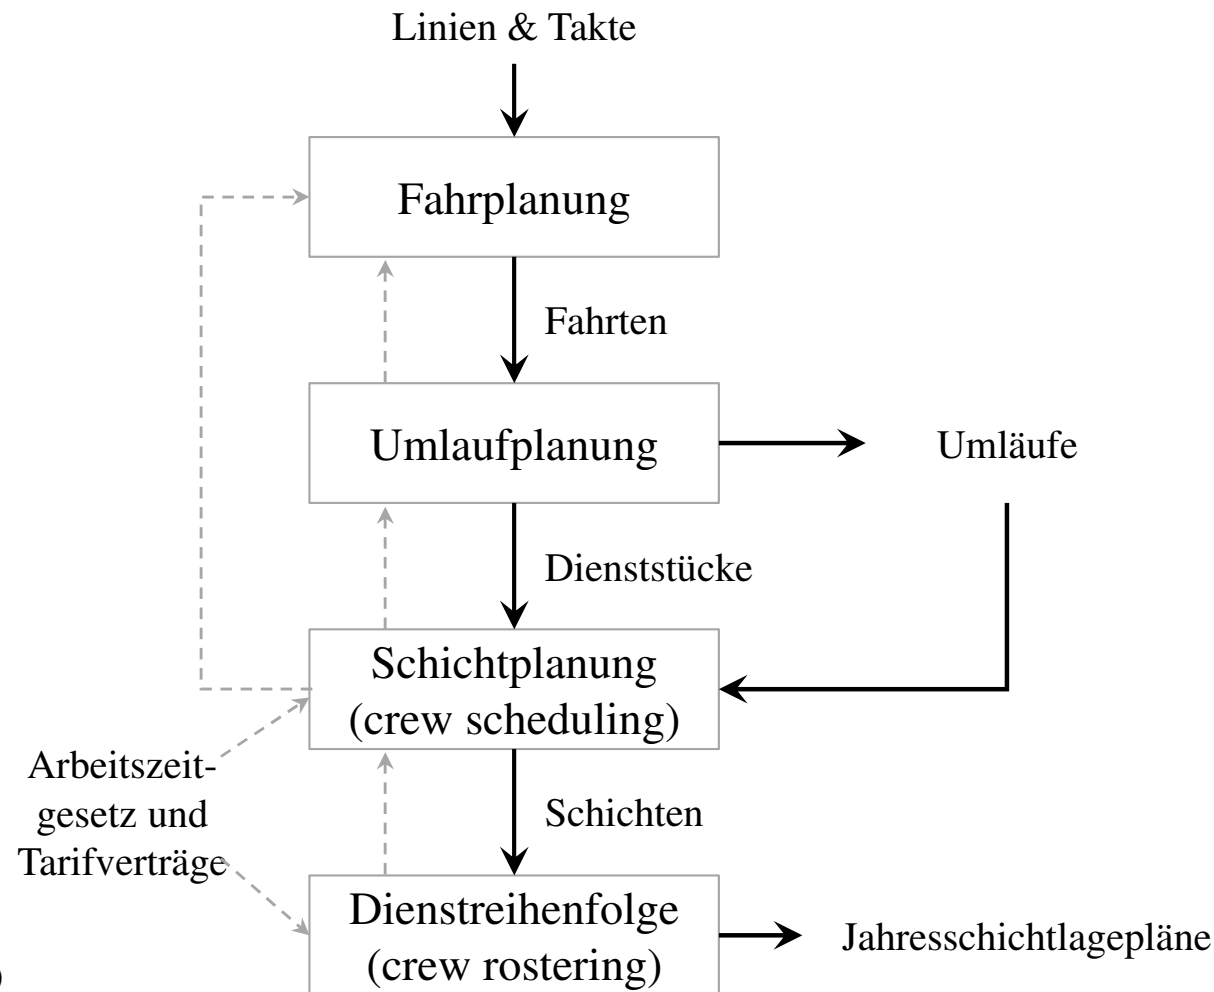 Linien & Takte
Fahrplanung
Fahrten
Umlaufplanung
Umläufe
Dienststücke
Schichtplanung
(crew scheduling)
Arbeitszeit-
gesetz und
Tarifverträge
Schichten
Dienstreihenfolge
(crew rostering)
Jahresschichtlagepläne
)